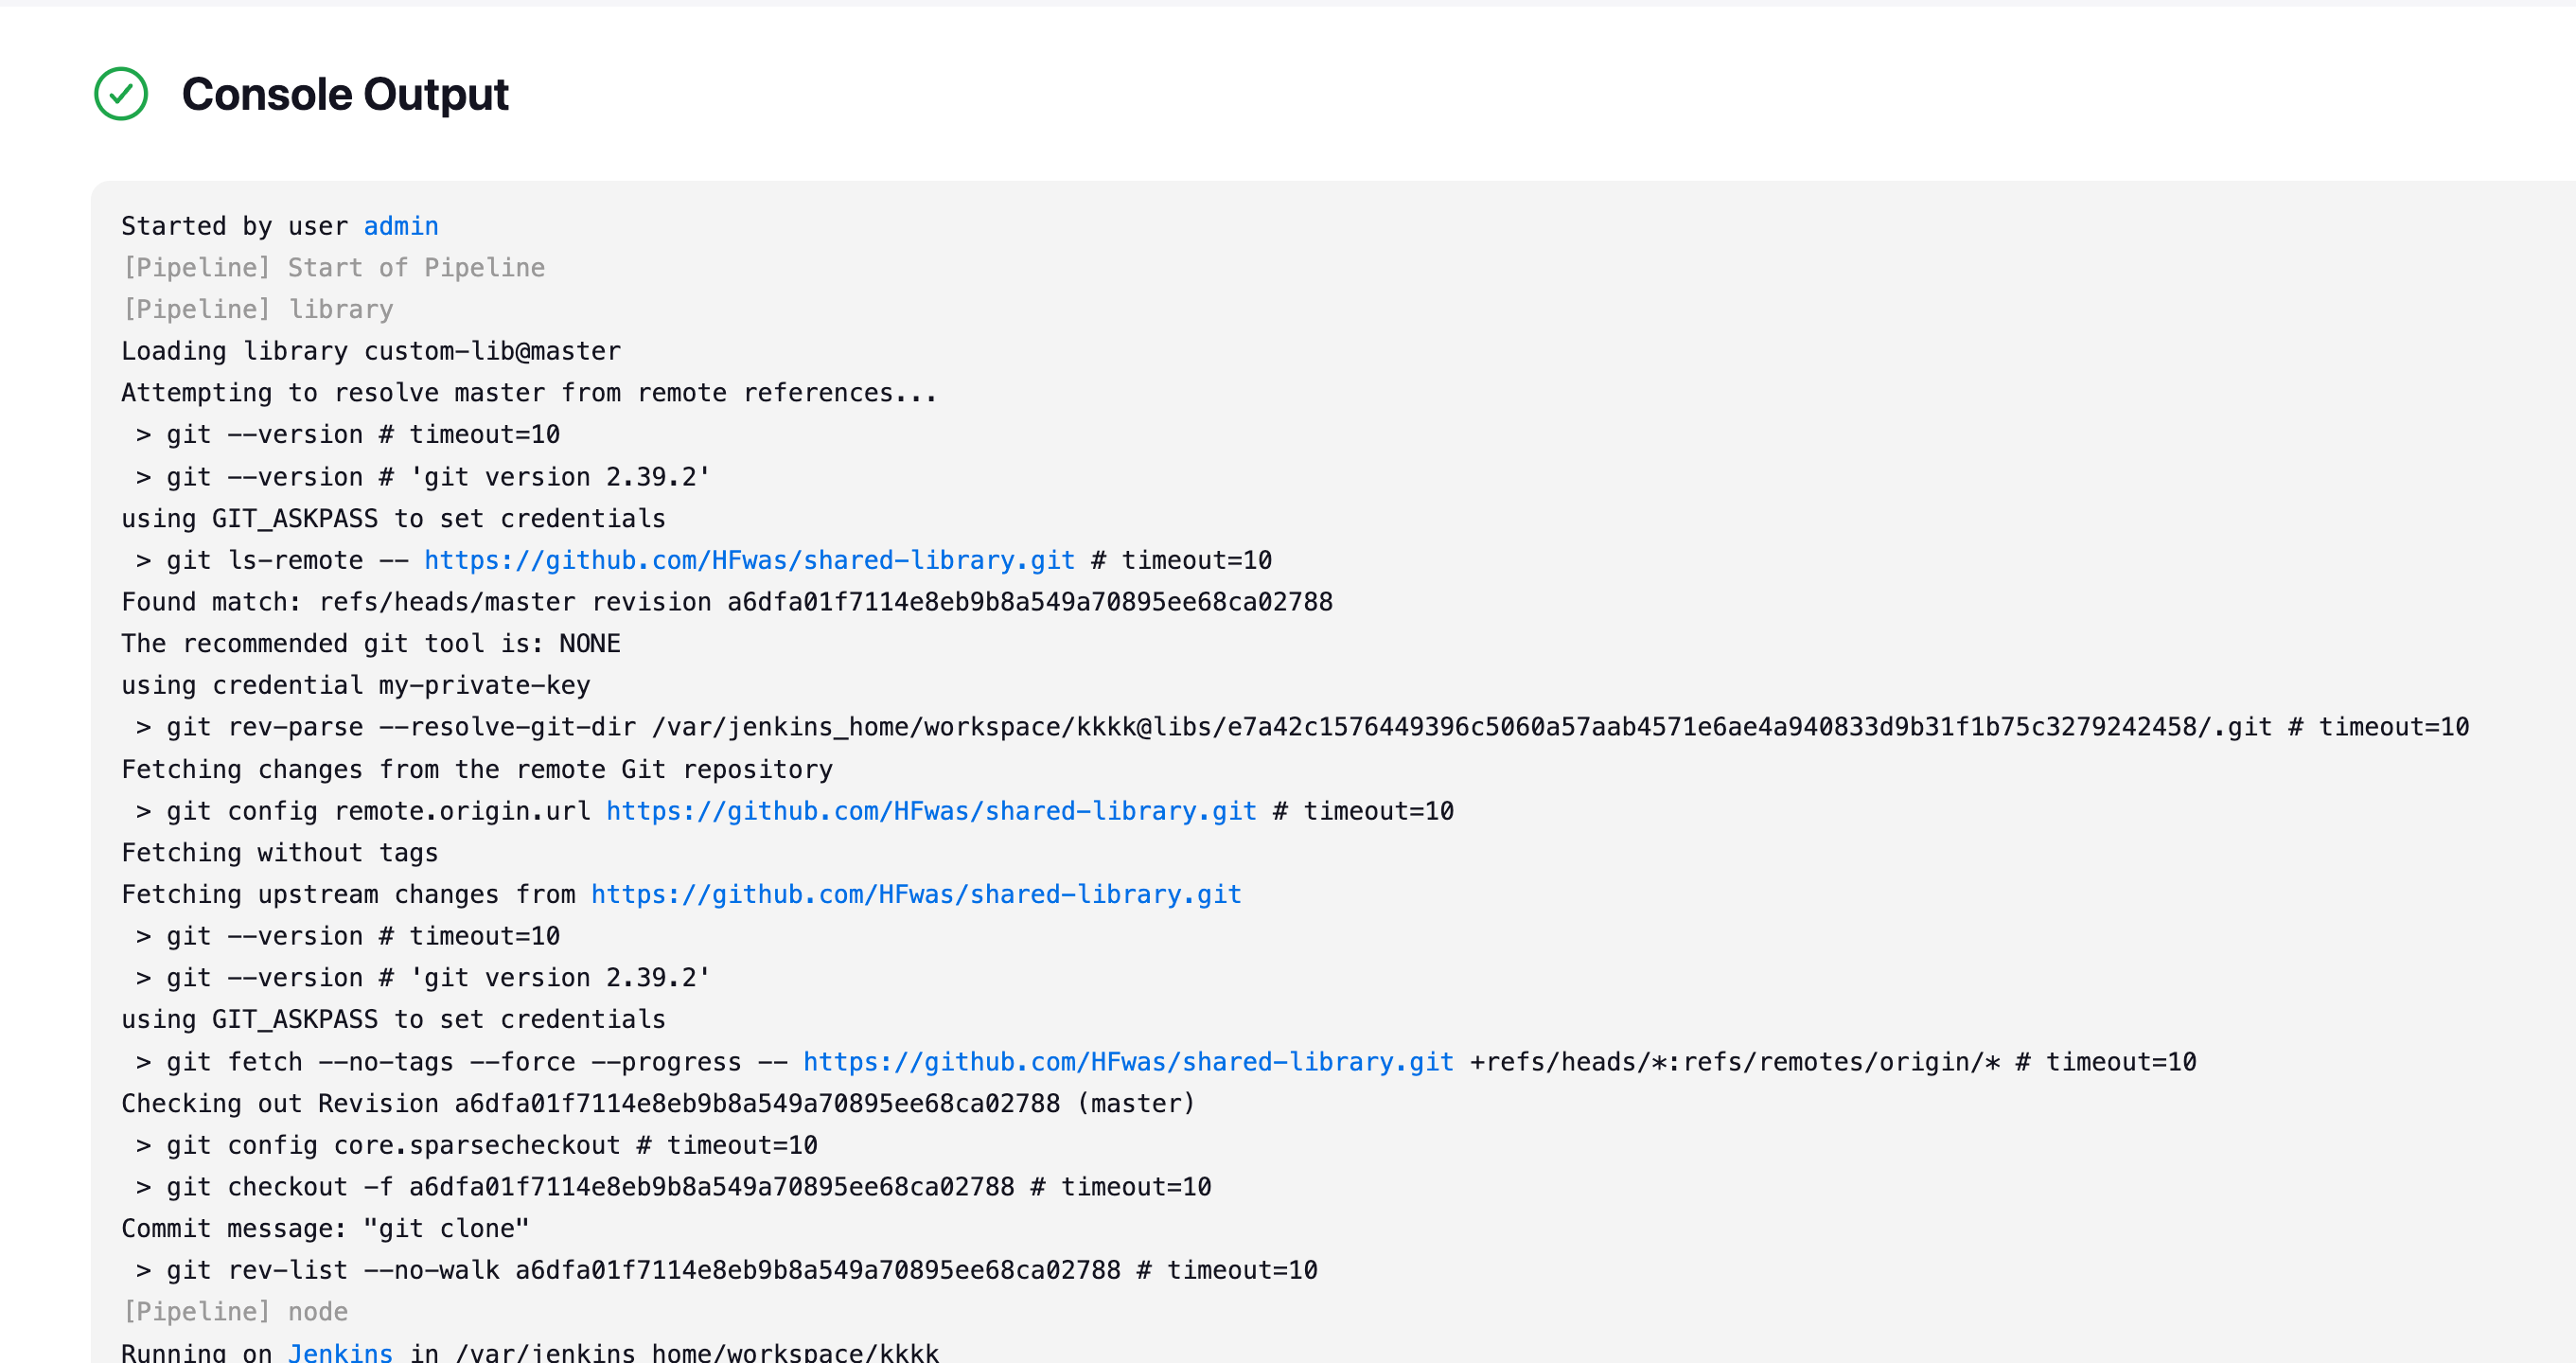 Console Output
Started by user admin
[Pipeline] Start of Pipeline
[Pipeline] library
Loading library custom-lib@master
Attempting to resolve master from remote references...
 > git --version # timeout=10
 > git --version # 'git version 2.39.2'
using GIT_ASKPASS to set credentials
 > git ls-remote -- https://github.com/HFwas/shared-library.git # timeout=10
Found match: refs/heads/master revision a6dfa01f7114e8eb9b8a549a70895ee68ca02788
The recommended git tool is: NONE
using credential my-private-key
 > git rev-parse --resolve-git-dir /var/jenkins_home/workspace/kkkk@libs/e7a42c1576449396c5060a57aab4571e6ae4a940833d9b31f1b75c3279242458/.git # timeout=10
Fetching changes from the remote Git repository
 > git config remote.origin.url https://github.com/HFwas/shared-library.git # timeout=10
Fetching without tags
Fetching upstream changes from https://github.com/HFwas/shared-library.git
 > git --version # timeout=10
 > git --version # 'git version 2.39.2'
using GIT_ASKPASS to set credentials
 > git fetch --no-tags --force --progress -- https://github.com/HFwas/shared-library.git +refs/heads/*:refs/remotes/origin/* # timeout=10
Checking out Revision a6dfa01f7114e8eb9b8a549a70895ee68ca02788 (master)
 > git config core.sparsecheckout # timeout=10
 > git checkout -f a6dfa01f7114e8eb9b8a549a70895ee68ca02788 # timeout=10
Commit message: "git clone"
 > git rev-list --no-walk a6dfa01f7114e8eb9b8a549a70895ee68ca02788 # timeout=10
[Pipeline] node
Running on Jenkins in /var/jenkins_home/workspace/kkkk